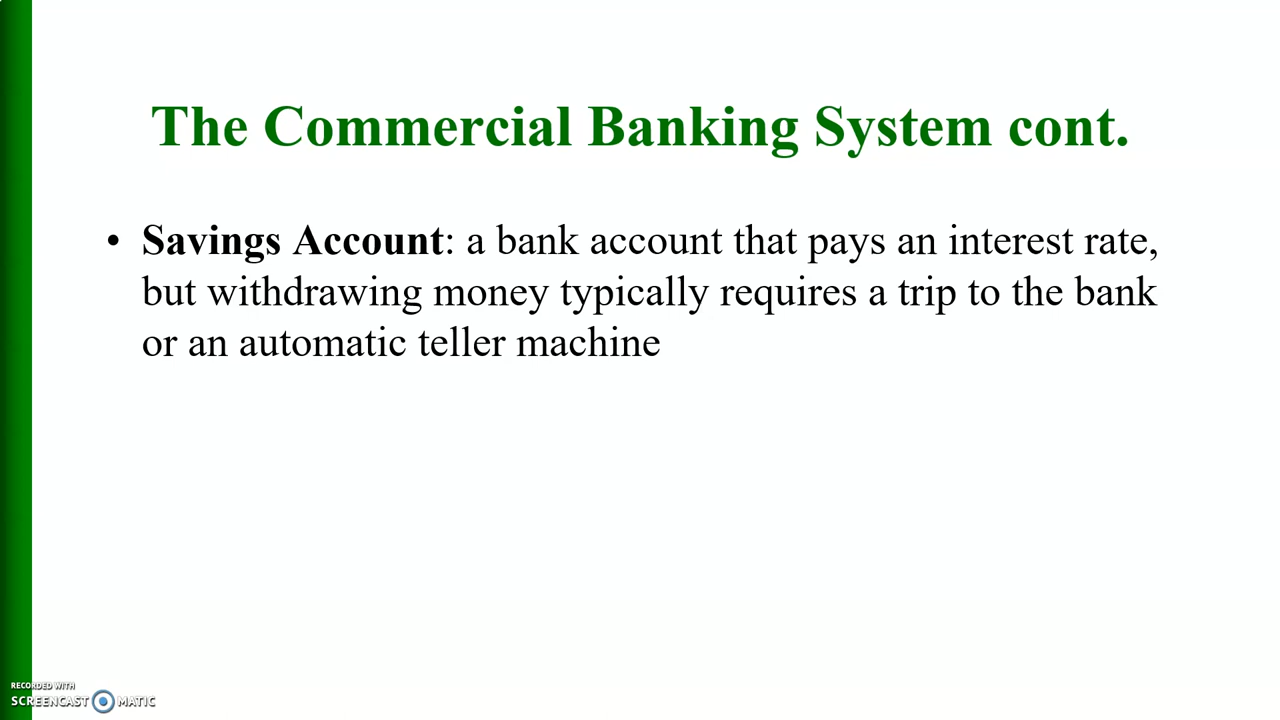 The Commercial Banking System cont.
• Savings Account: a bank account that pays an interest rate,
but withdrawing money typically requires a trip to the bank
or an automatic teller machine
RECORDED WITH
SCREENCAST MATIC